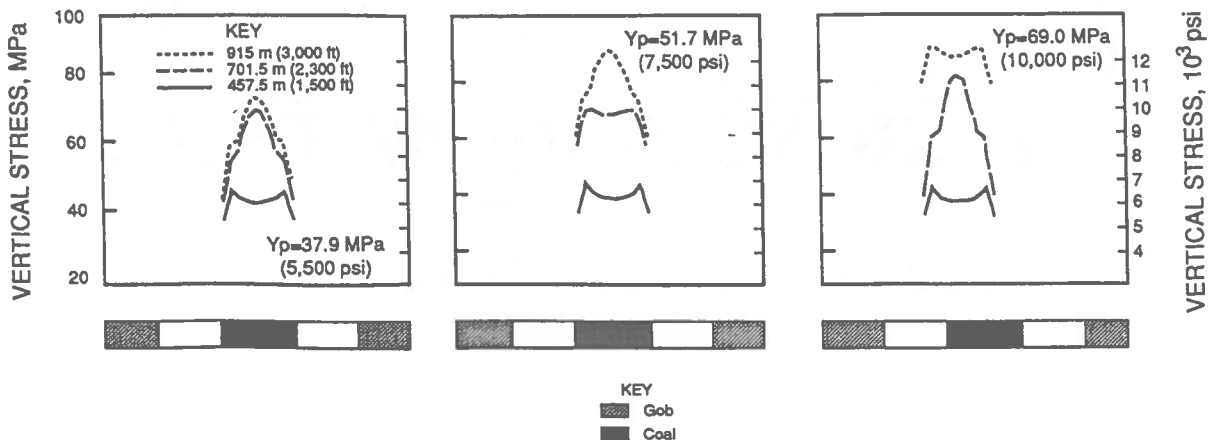 VERTICAL STRESS, MPa
100
80
60
40
20
KEY
915 m (3,000 ft)
701.5 m (2,300 ft)
457.5 m (1,500 ft)
Yp=37.9 MPa
(5,500 psi)
Yp=51.7 MPa
(7,500 psi)
Yp=69.0 MPa
(10,000 psi)
12
11
10
9
8
7
6
5
4
VERTICAL STRESS, 10³ psi
KEY
Gob
Coal